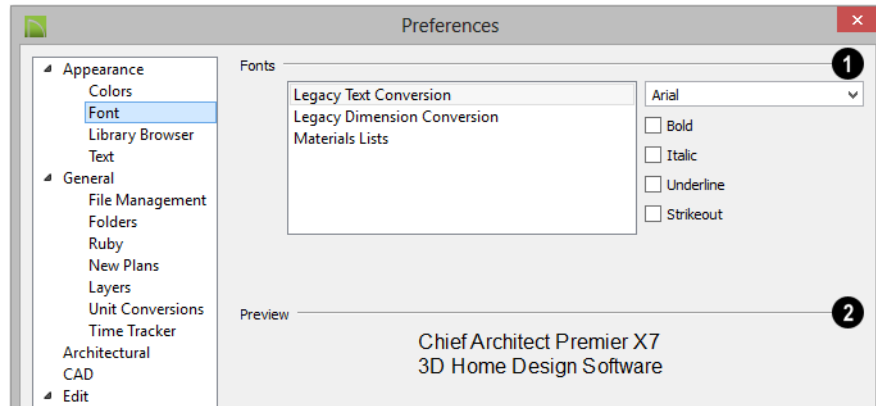 Preferences
Appearance
Colors
Font
Library Browser
Text
General
File Management
Folders
Ruby
New Plans
Layers
Unit Conversions
Time Tracker
Architectural
CAD
Edit
Fonts
1
Legacy Text Conversion
Legacy Dimension Conversion
Materials Lists
Arial
Bold
Italic
Underline
Strikeout
Preview
2
Chief Architect Premier X7
3D Home Design Software